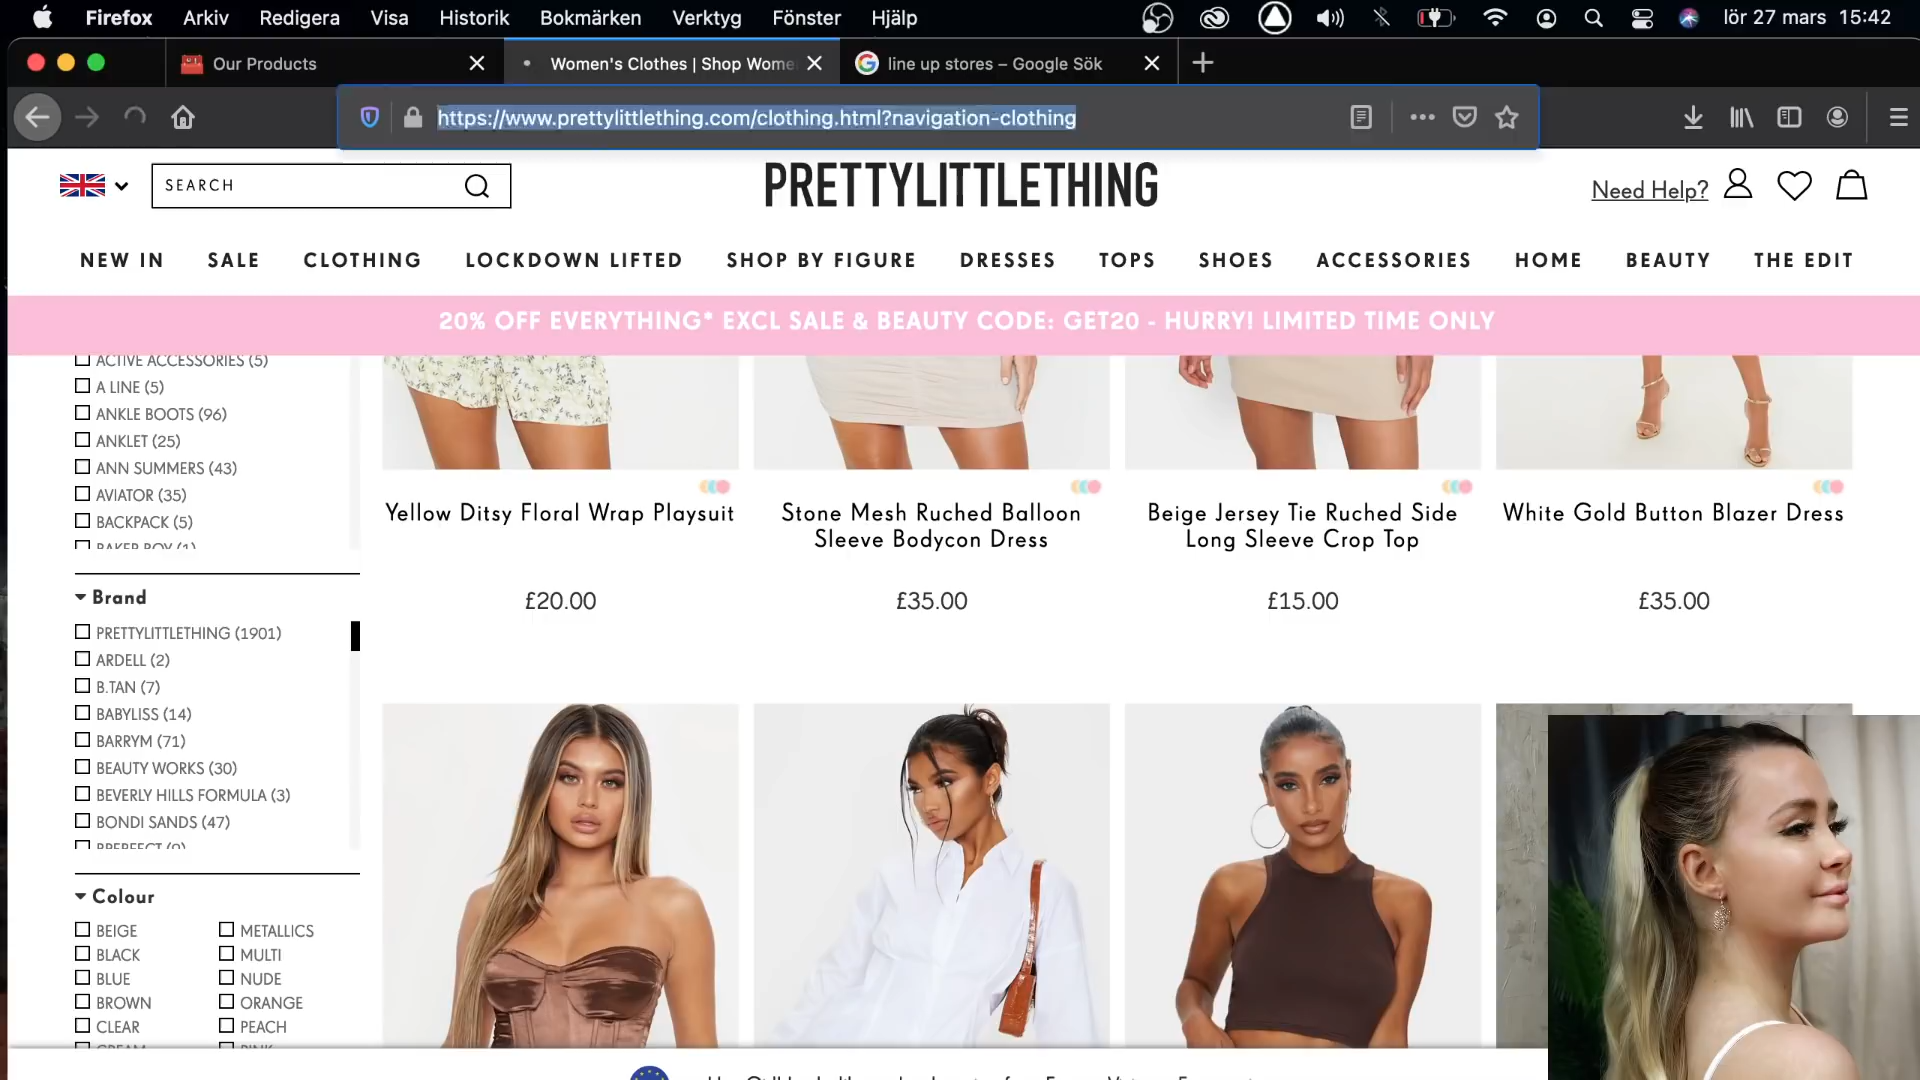 Firefox Arkiv Redigera Visa Historik Bokmärken Verktyg Fönster Hjälp lör 27 mars 15:42
Our Products
Women's Clothes | Shop Wome
line up stores – Google Sök
https://www.prettylittlething.com/clothing.html?navigation-clothing
SEARCH
PRETTYLITTLETHING
Need Help?
NEW IN SALE CLOTHING LOCKDOWN LIFTED SHOP BY FIGURE DRESSES TOPS SHOES ACCESSORIES HOME BEAUTY THE EDIT
20% OFF EVERYTHING* EXCL SALE & BEAUTY CODE: GET20 - HURRY! LIMITED TIME ONLY
ACTIVE ACCESSORIES (5)
A LINE (5)
ANKLE BOOTS (96)
ANKLET (25)
ANN SUMMERS (43)
AVIATOR (35)
BACKPACK (5)
BAKER BOY (1)
Brand
PRETTYLITTLETHING (1901)
ARDELL (2)
B.TAN (7)
BABYLISS (14)
BARRYM (71)
BEAUTY WORKS (30)
BEVERLY HILLS FORMULA (3)
BONDI SANDS (47)
Colour
BEIGE
BLACK
BLUE
BROWN
CLEAR
METALLICS
MULTI
NUDE
ORANGE
PEACH
Yellow Ditsy Floral Wrap Playsuit
£20.00
Stone Mesh Ruched Balloon
Sleeve Bodycon Dress
£35.00
Beige Jersey Tie Ruched Side
Long Sleeve Crop Top
£15.00
White Gold Button Blazer Dress
£35.00